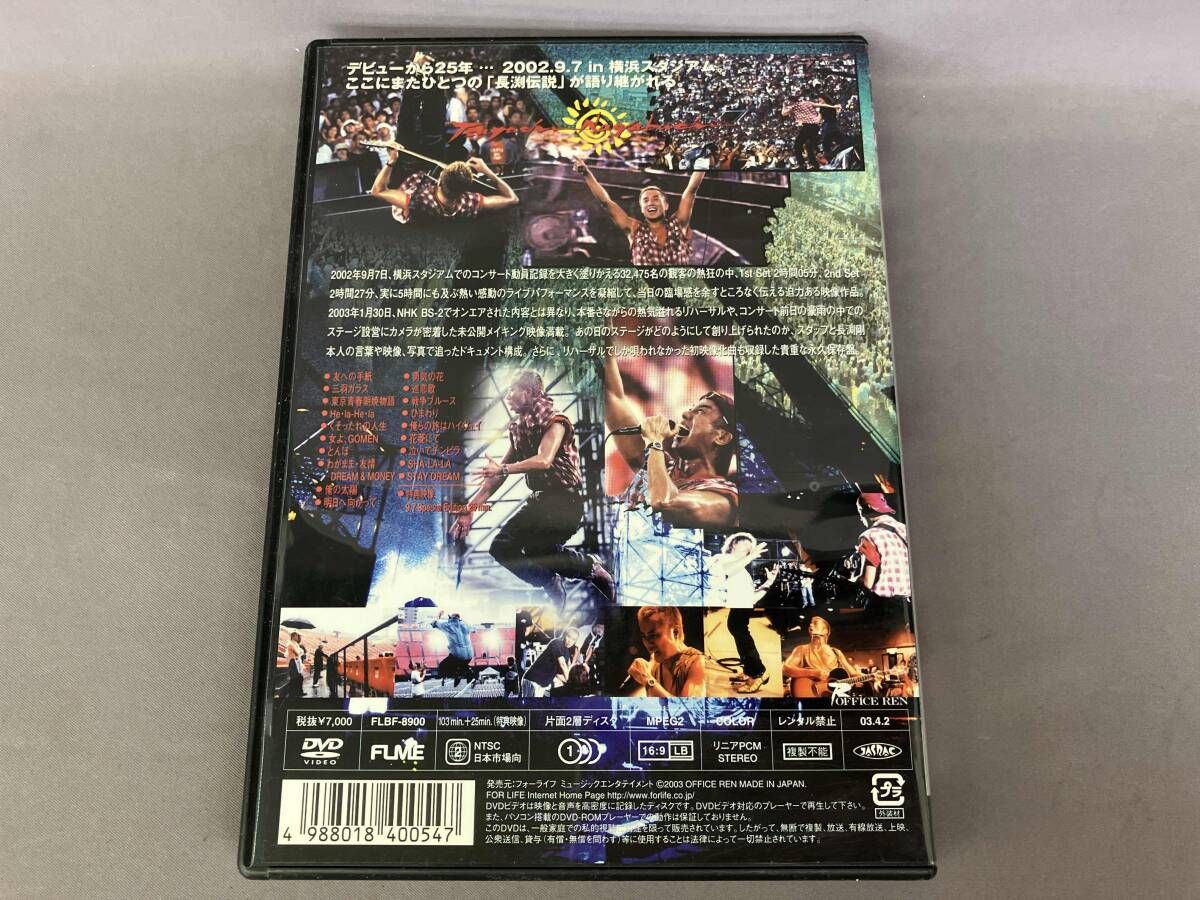 デビューから25年 … 2002.9.7 in 横浜スタジアム。
ここにまたひとつの「長渕伝説」が語り継がれる。
Tsuyoshi Nagabuchi
2002年9月7日、横浜スタジアムでのコンサート動員記録を大きく塗りかえる32,475名の観客の熱狂の中、1st Set 2時間05分、2nd Set
2時間27分、実に5時間にも及ぶ熱い感動のライブパフォーマンスを凝縮して、当日の臨場感を余すところなく伝える迫力ある映像作品。
2003年1月30日、NHK BS-2でオンエアされた内容とは異なり、本番さながらの熱気溢れるリハーサルや、コンサート前日の豪雨の中での
ステージ設営にカメラが密着した未公開メイキング映像満載。あの日のステージがどのようにして創り上げられたのか、スタッフと長渕剛
本人の言葉や映像、写真で追ったドキュメント構成。さらに、リハーサルでしか唄われなかった初映像化曲も収録した貴重な永久保存盤。
●友への手紙
●三羽ガラス
●東京青春朝焼物語
●He・la-He・la
●くそったれの人生
●女よ、GOMEN
●とんぼ
●わがまま・友情
DREAM & MONEY
●俺の太陽
●明日へ向かって
●勇気の花
●巡恋歌
●戦争ブルース
●ひまわり
●俺らの旅はハイウェイ
●花菱にて
●泣いてチンピラ
●SHA-LA-LA
●STAY DREAM
●特典映像
9.7 Special Edition 25 min.
OFFICE REN
税抜¥7,000 FLBF-8900 103min.+25min.(特典映像) 片面2層ディスク MPEG2 COLOR レンタル禁止 03.4.2
DVD VIDEO FLME 2 NTSC 日本市場向 1 16:9 LB リニアPCM STEREO 複製不能 JASRAC
発売元:フォーライフ ミュージックエンタテイメント ©2003 OFFICE REN MADE IN JAPAN.
FOR LIFE Internet Home Page http://www.forlife.co.jp/
DVDビデオは映像と音声を高密度に記録したディスクです。DVDビデオ対応のプレーヤーで再生して下さい。
また、パソコン搭載のDVD-ROMプレーヤーでの動作は保証しておりません。
このDVDは、一般家庭での私的視聴に用途を限って販売されています。したがって、無断で複製、放送、有線放送、上映、
公衆送信、貸与(有償・無償を問わず)等に使用することは法律によって一切禁止されています。
プラ
外装材
4 988018 400547